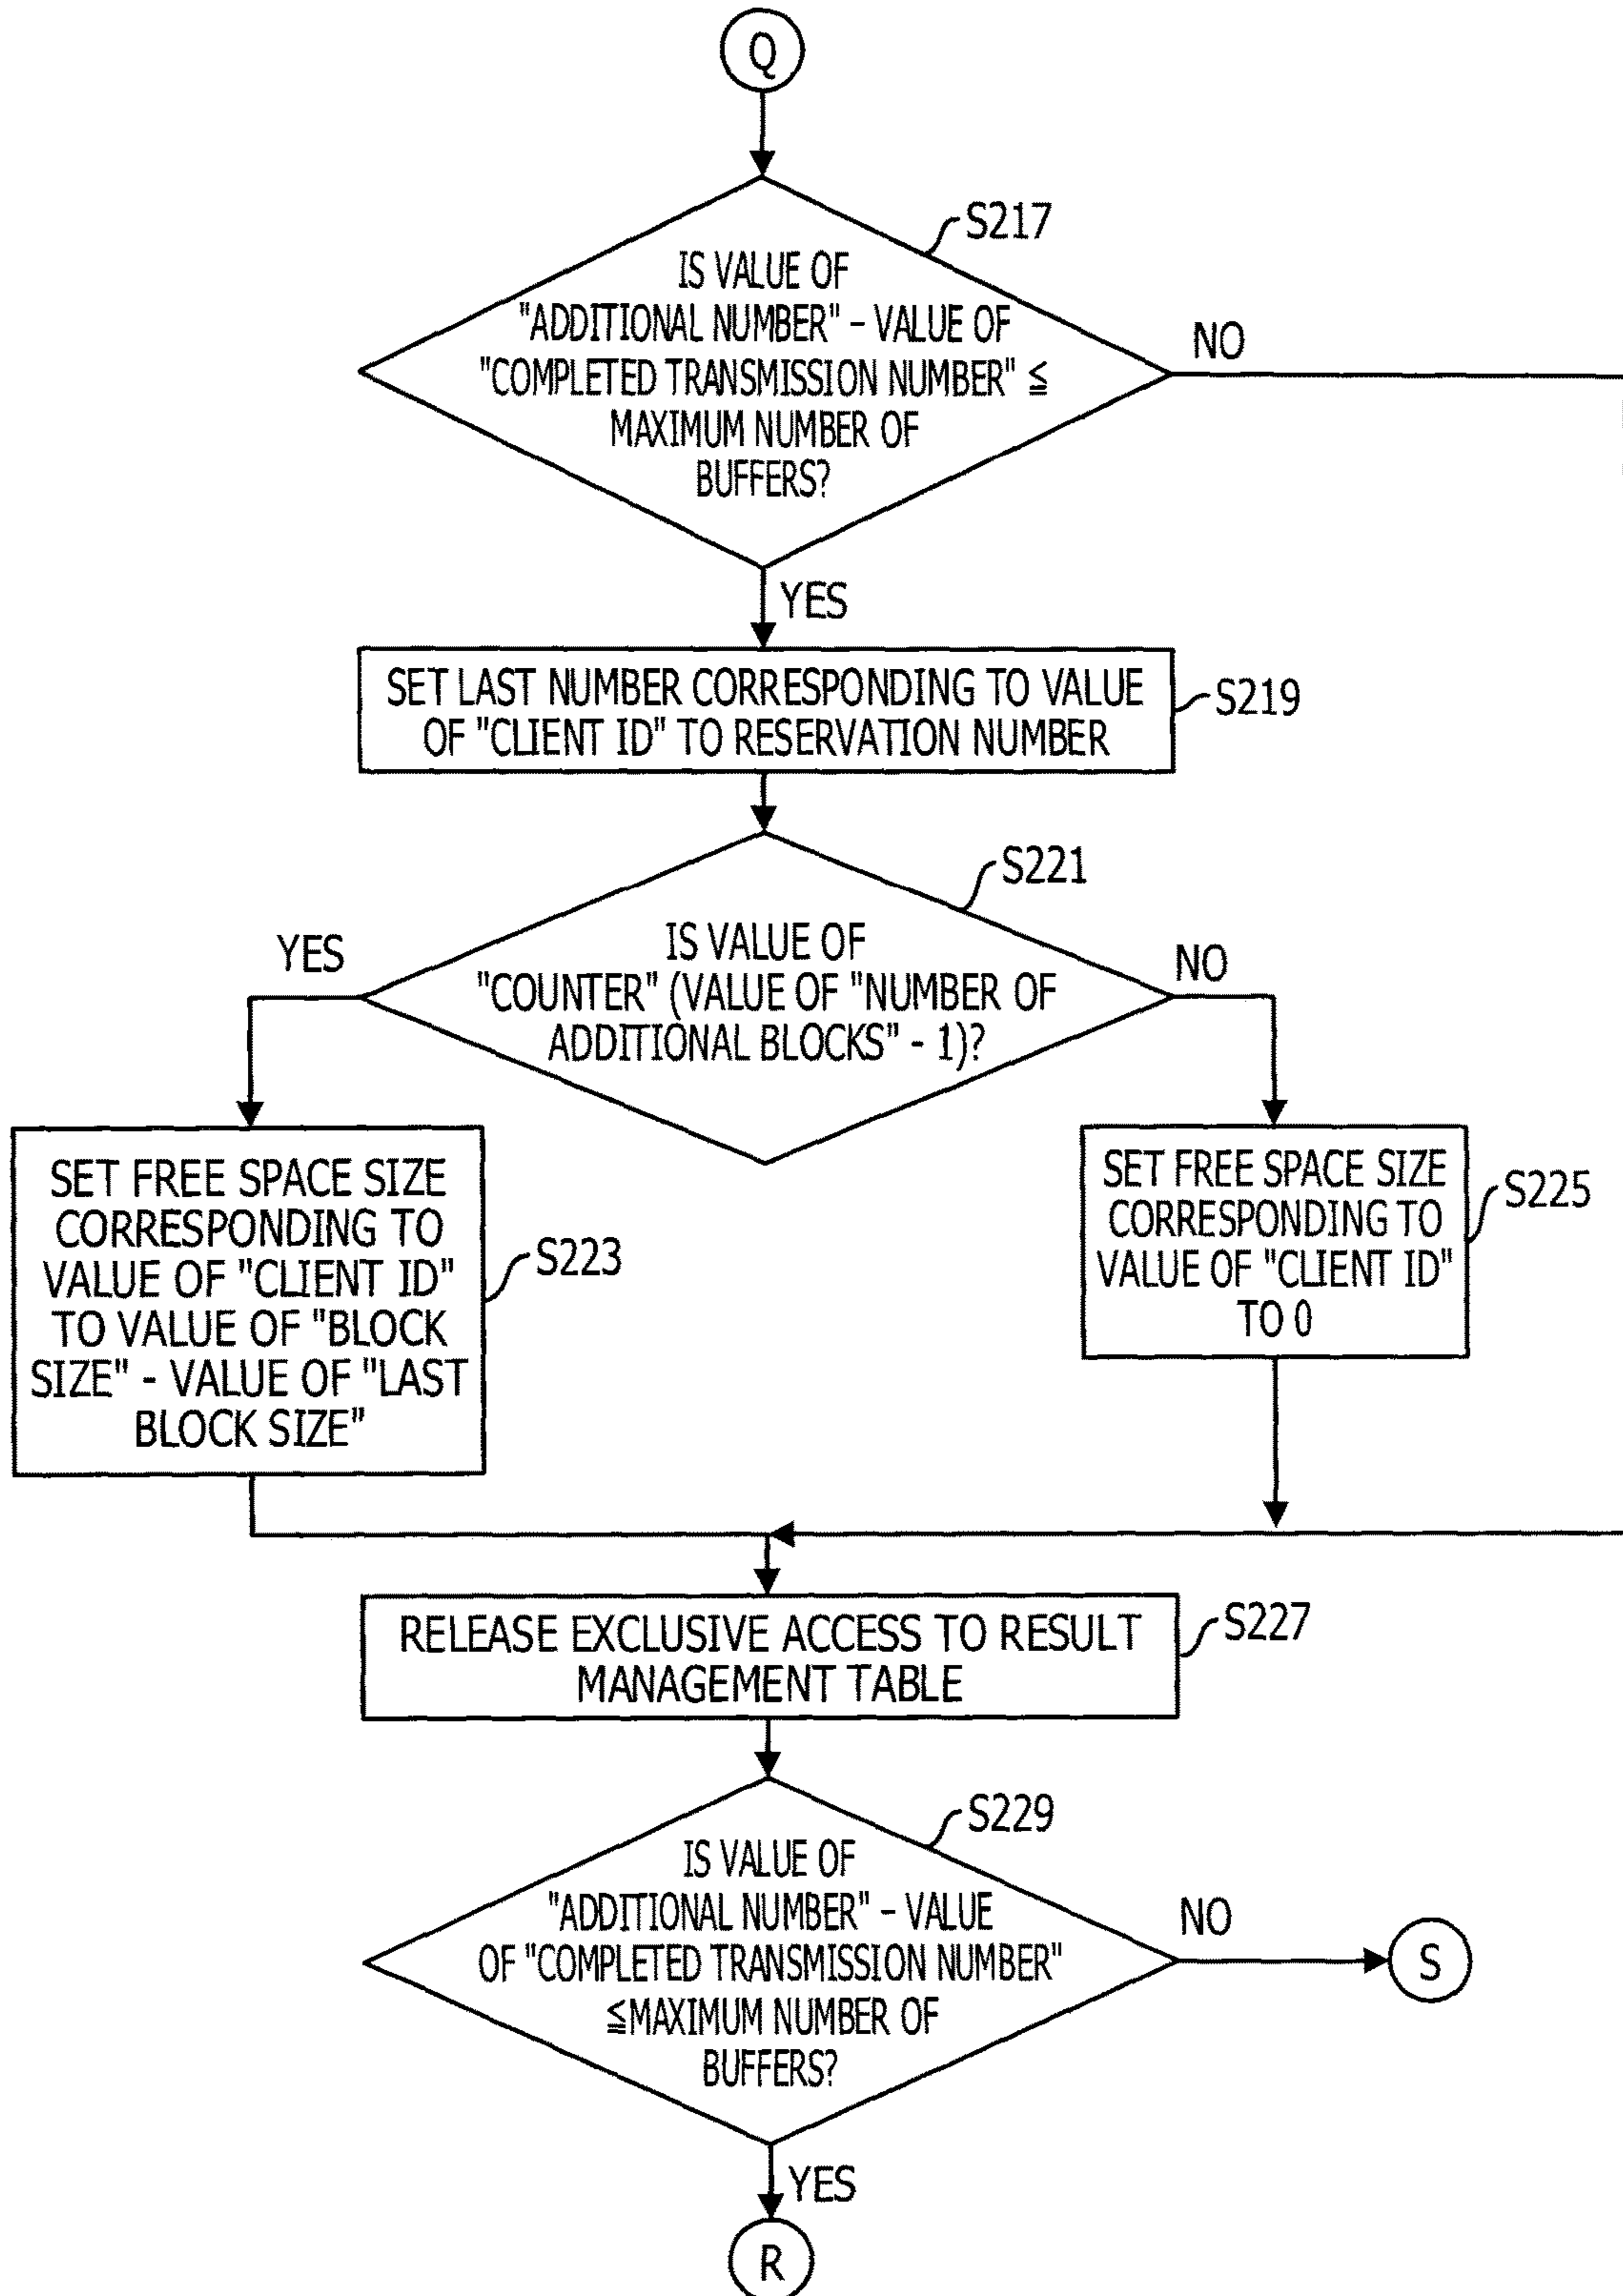 Q
S217
IS VALUE OF
"ADDITIONAL NUMBER" – VALUE OF
"COMPLETED TRANSMISSION NUMBER" ≦
MAXIMUM NUMBER OF
BUFFERS?
NO
YES
SET LAST NUMBER CORRESPONDING TO VALUE
OF "CLIENT ID" TO RESERVATION NUMBER
S219
S221
YES
IS VALUE OF
"COUNTER" (VALUE OF "NUMBER OF
ADDITIONAL BLOCKS" - 1)?
NO
SET FREE SPACE SIZE
CORRESPONDING TO
VALUE OF "CLIENT ID"
TO VALUE OF "BLOCK
SIZE" - VALUE OF "LAST
BLOCK SIZE"
S223
SET FREE SPACE SIZE
CORRESPONDING TO
VALUE OF "CLIENT ID"
TO 0
S225
RELEASE EXCLUSIVE ACCESS TO RESULT
MANAGEMENT TABLE
S227
S229
IS VALUE OF
"ADDITIONAL NUMBER" – VALUE
OF "COMPLETED TRANSMISSION NUMBER"
≦MAXIMUM NUMBER OF
BUFFERS?
NO
S
YES
R